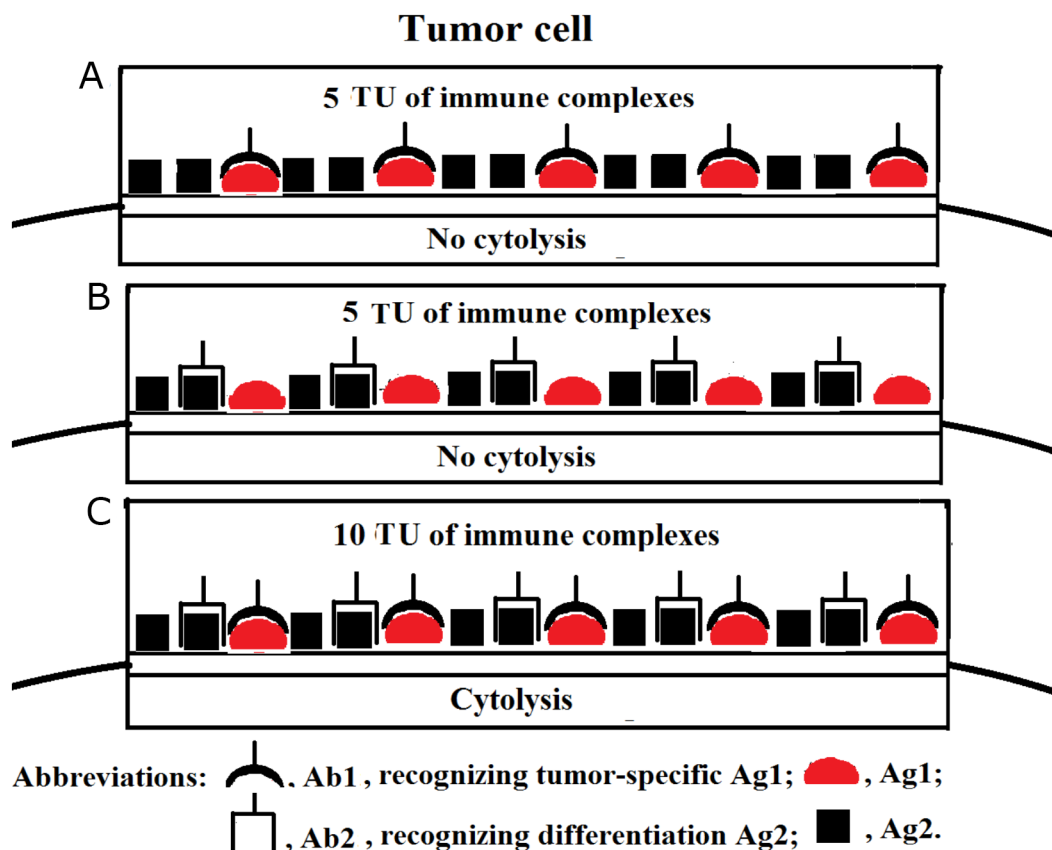 Tumor cell
A
5 TU of immune complexes
No cytolysis
B
5 TU of immune complexes
No cytolysis
C
10 TU of immune complexes
Cytolysis
Abbreviations: , Ab1 , recognizing tumor-specific Ag1; , Ag1;
, Ab2 , recognizing differentiation Ag2; , Ag2.